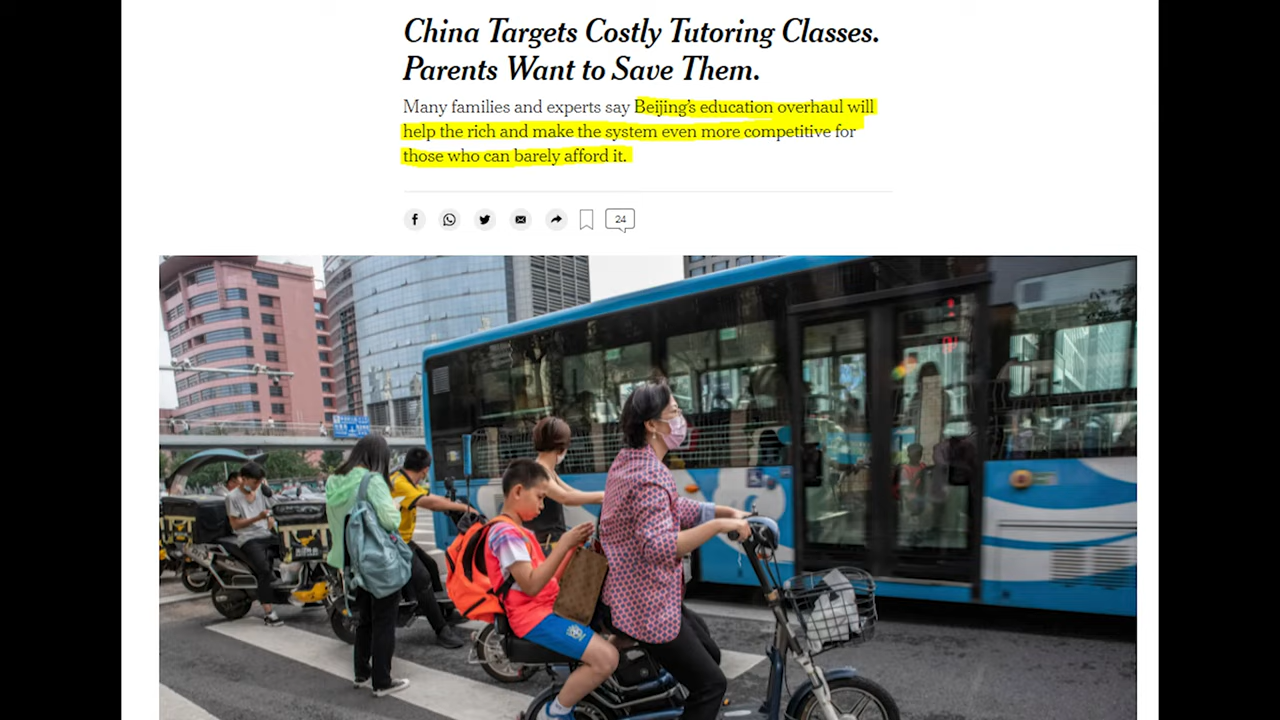 China Targets Costly Tutoring Classes.
Parents Want to Save Them.
Many families and experts say Beijing's education overhaul will
help the rich and make the system even more competitive for
those who can barely afford it.
24